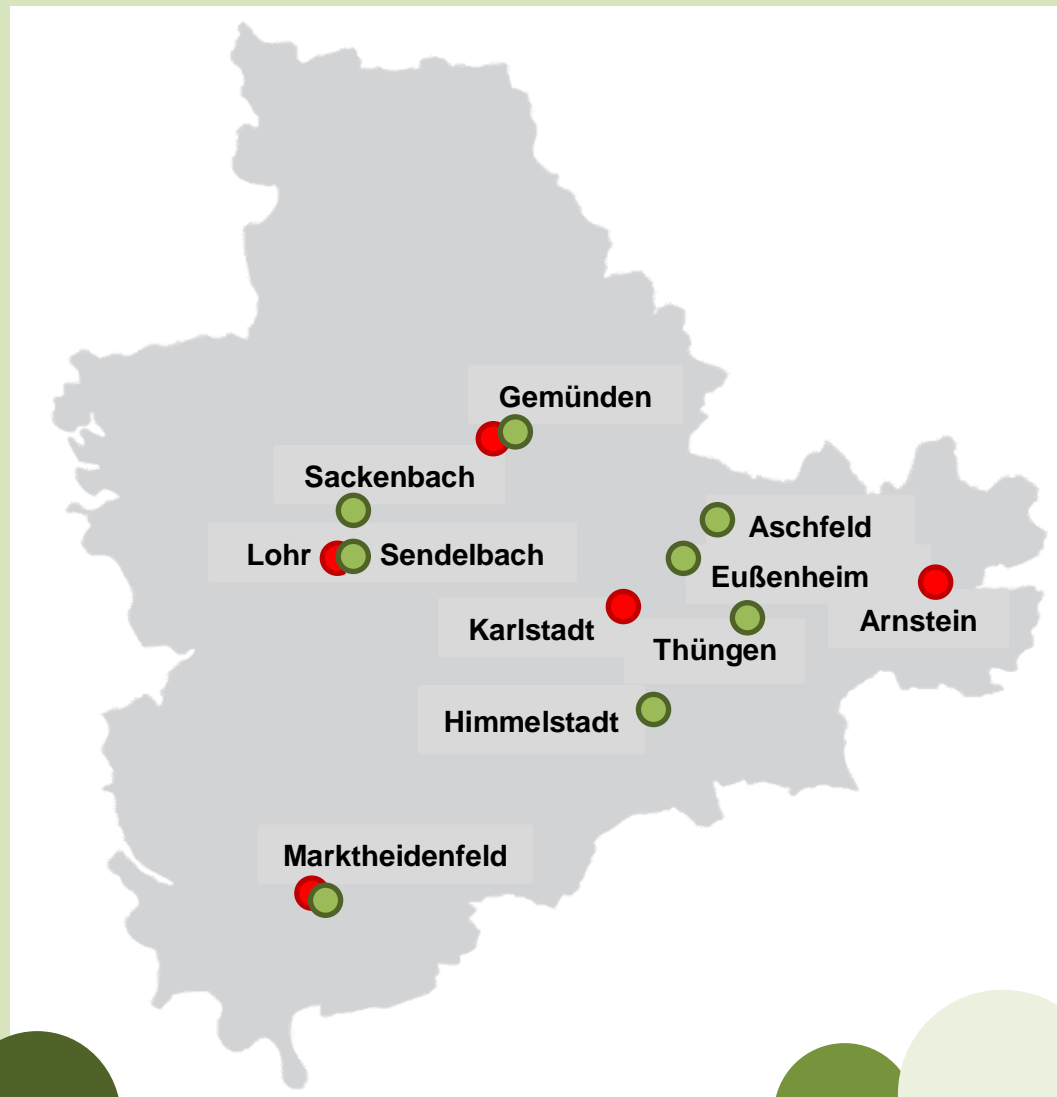 Gemünden
Sackenbach
Aschfeld
Lohr
Sendelbach
Eußenheim
Arnstein
Karlstadt
Thüngen
Himmelstadt
Marktheidenfeld